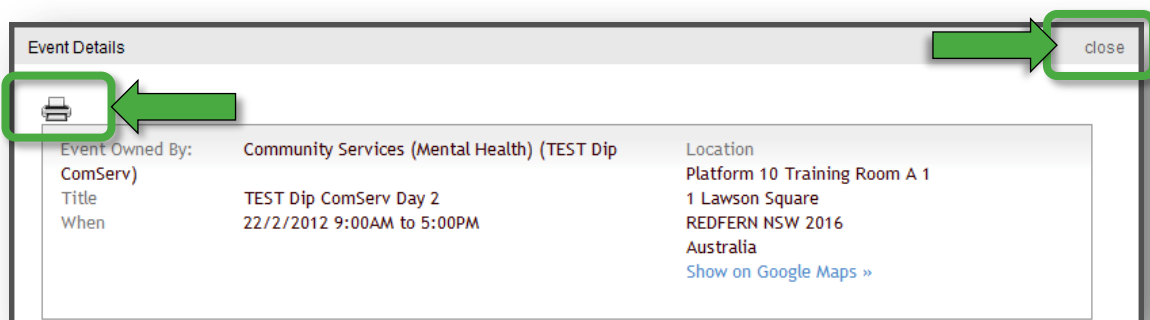 Event Details close
Event Owned By: Community Services (Mental Health) (TEST Dip
ComServ)
Title TEST Dip ComServ Day 2
When 22/2/2012 9:00AM to 5:00PM
Location
Platform 10 Training Room A 1
1 Lawson Square
REDFERN NSW 2016
Australia
Show on Google Maps »